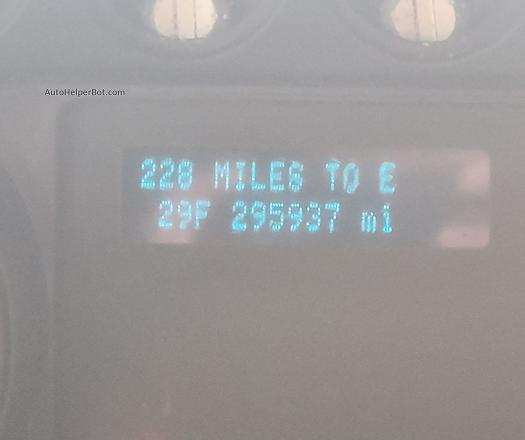 AutoHelperBot.com
228 MILES TO E
29F 295937 mi